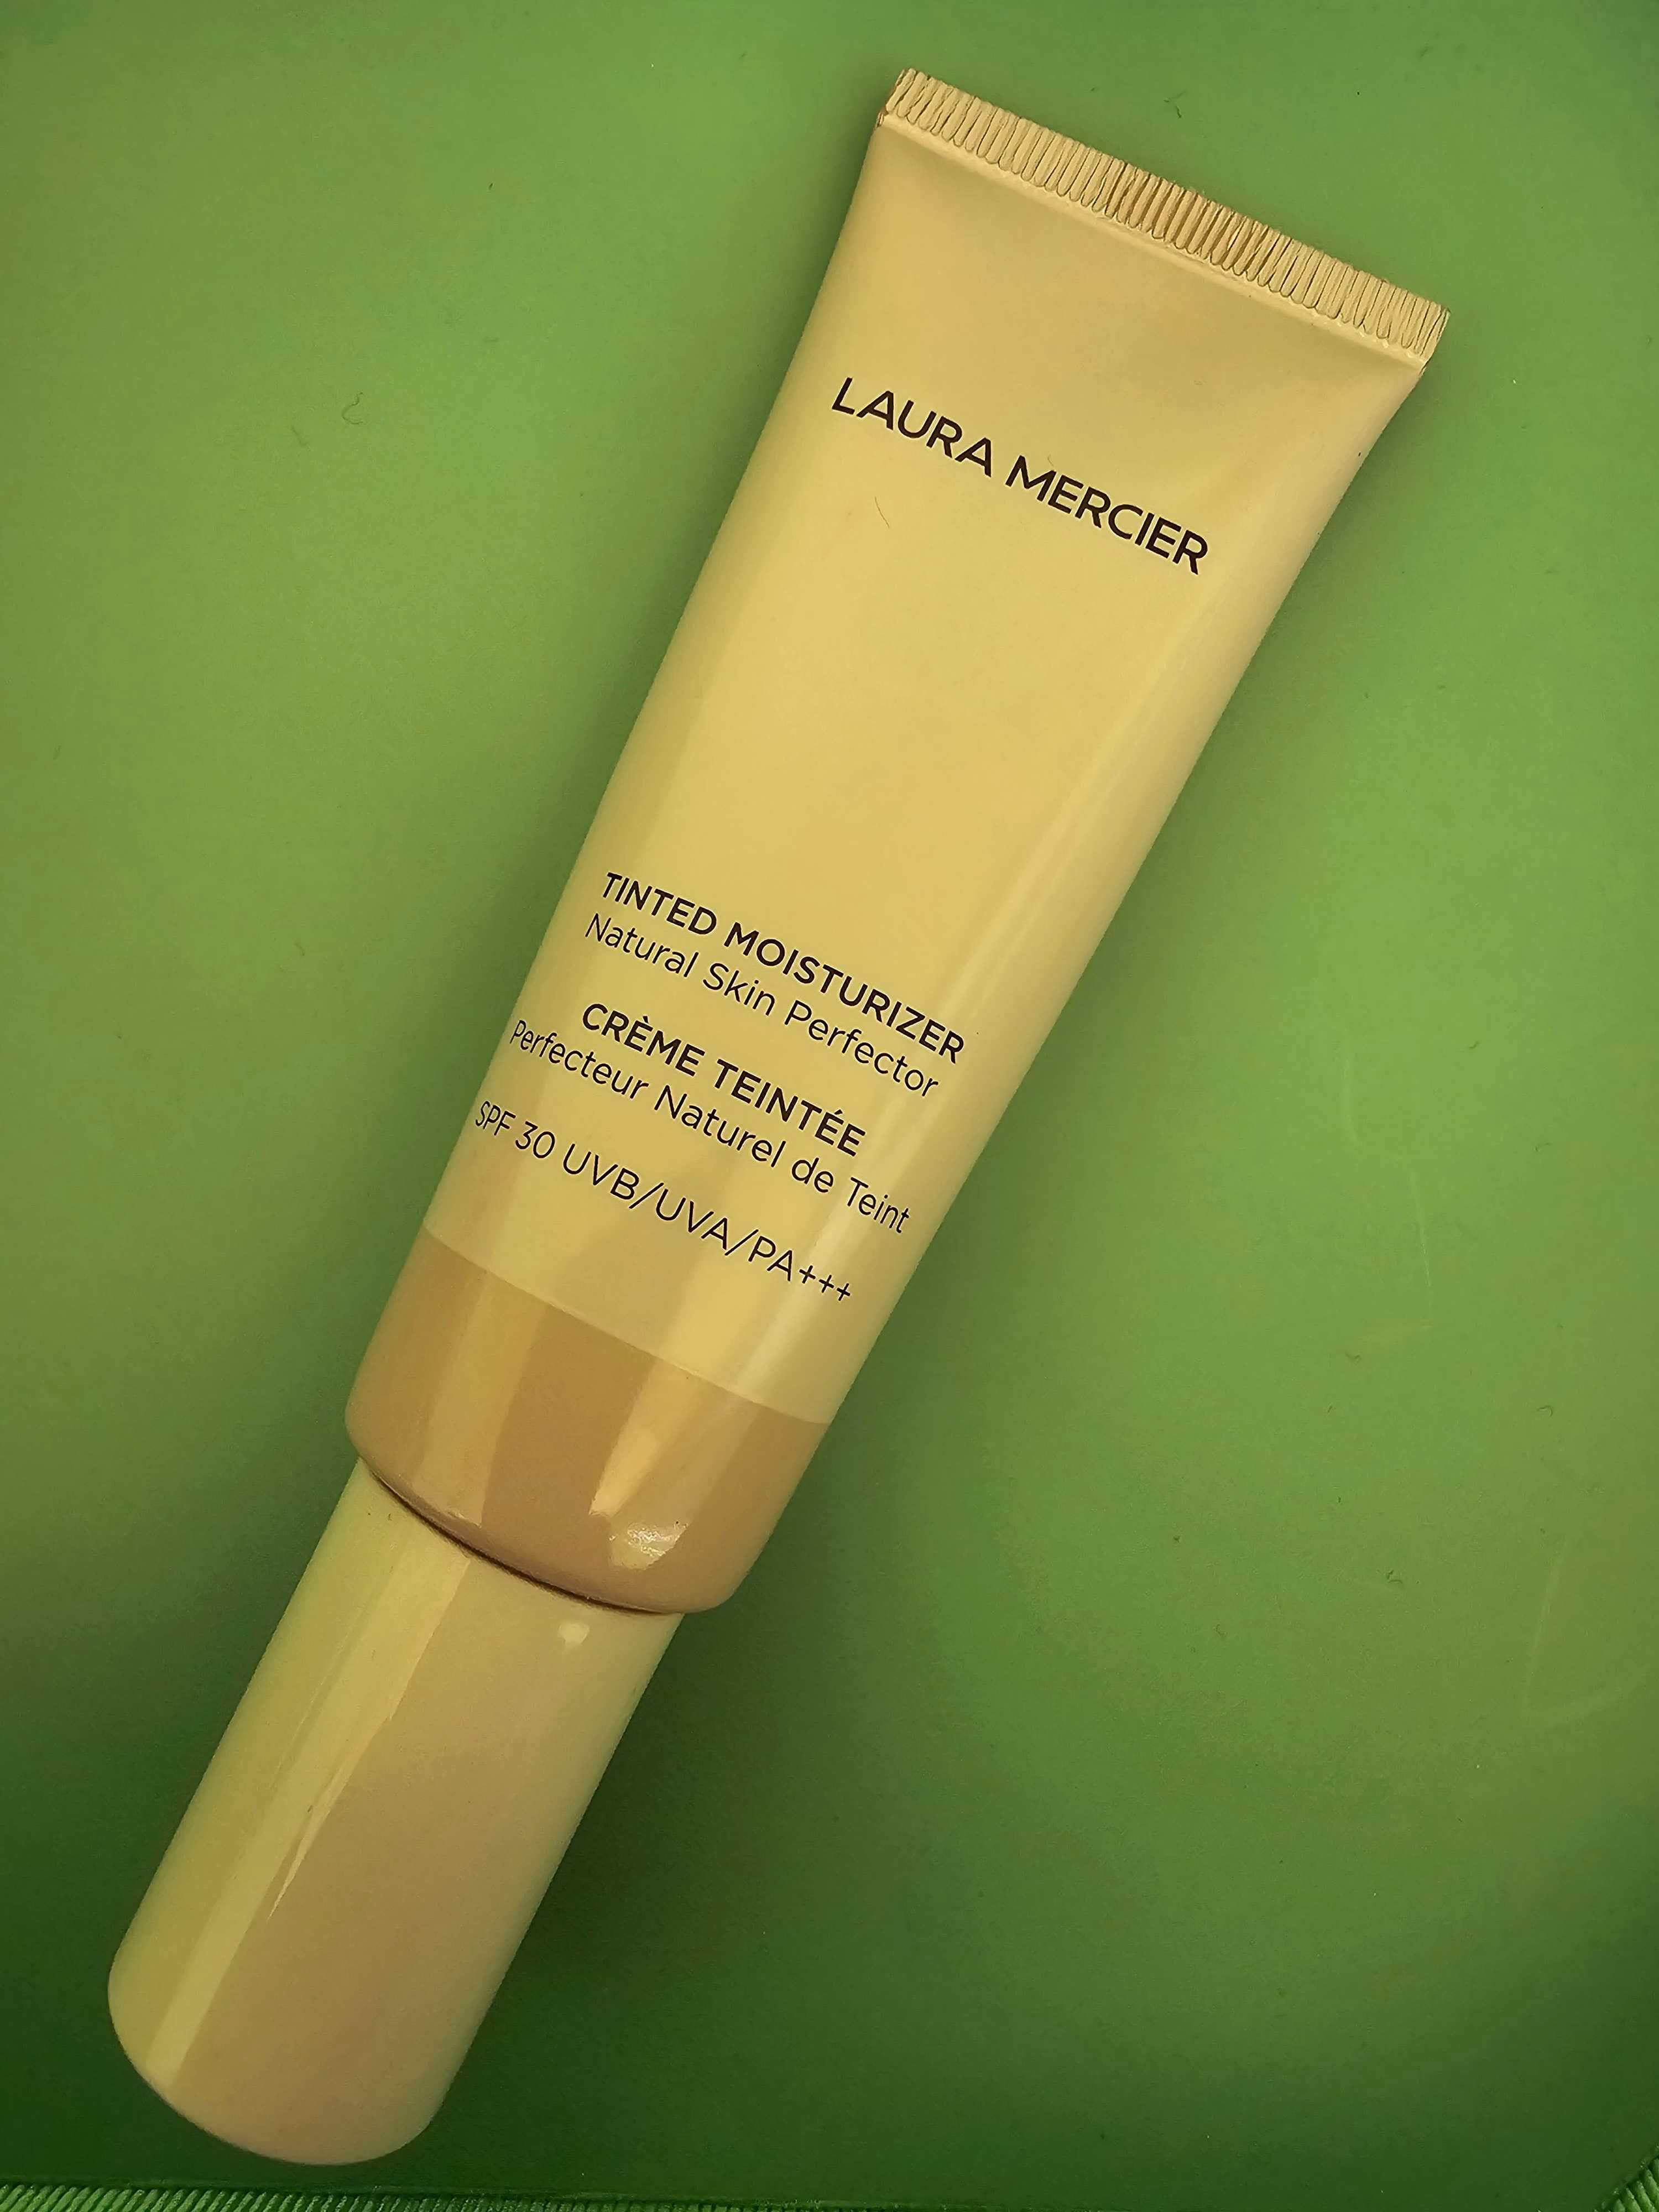 LAURA MERCIER
TINTED MOISTURIZER
Natural Skin Perfector
CRÈME TEINTÉE
Perfecteur Naturel de Teint
SPF 30 UVB/UVA/PA+++